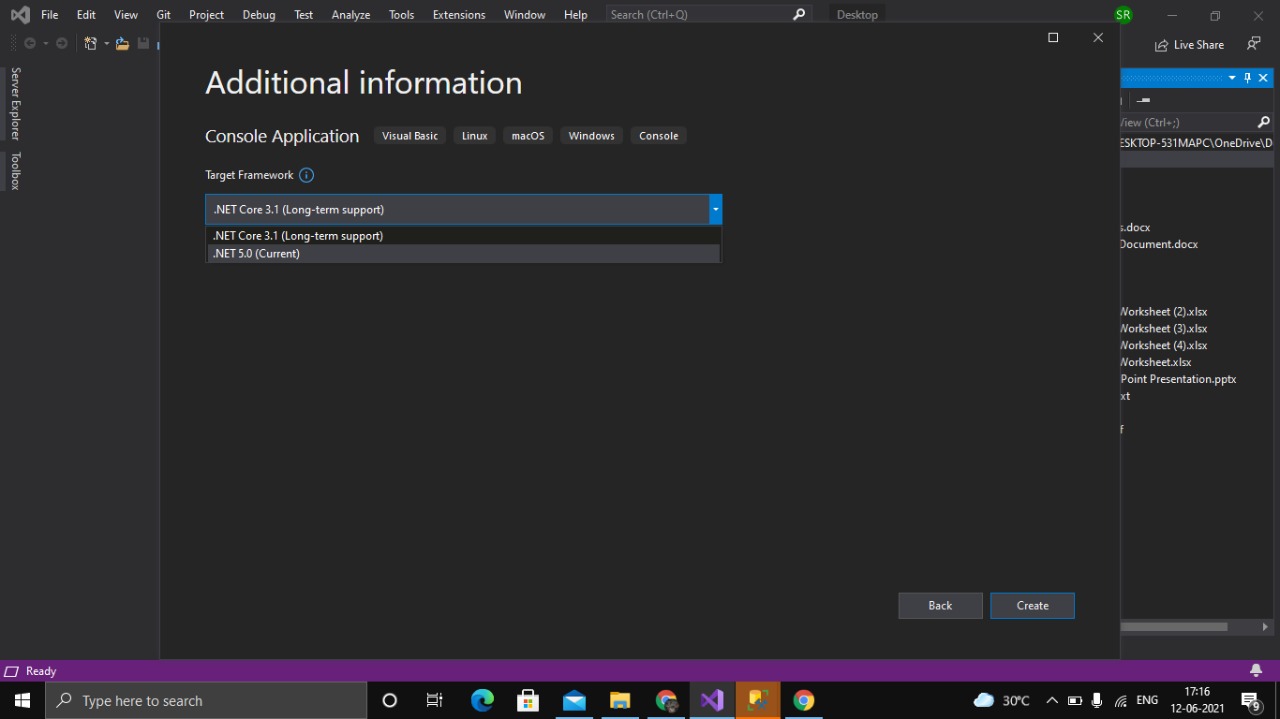 File Edit View Git Project Debug Test Analyze Tools Extensions Window Help Search (Ctrl+Q) Desktop SR
Live Share
Server Explorer
Toolbox
Additional information
Console Application Visual Basic Linux macOS Windows Console
Target Framework
.NET Core 3.1 (Long-term support)
.NET Core 3.1 (Long-term support)
.NET 5.0 (Current)
Back Create
View (Ctrl+;)
ESKTOP-531MAPC\OneDrive\D
s.docx
Document.docx
Worksheet (2).xlsx
Worksheet (3).xlsx
Worksheet (4).xlsx
Worksheet.xlsx
Point Presentation.pptx
xt
f
Ready
Type here to search
30°C ENG 17:16
12-06-2021 9